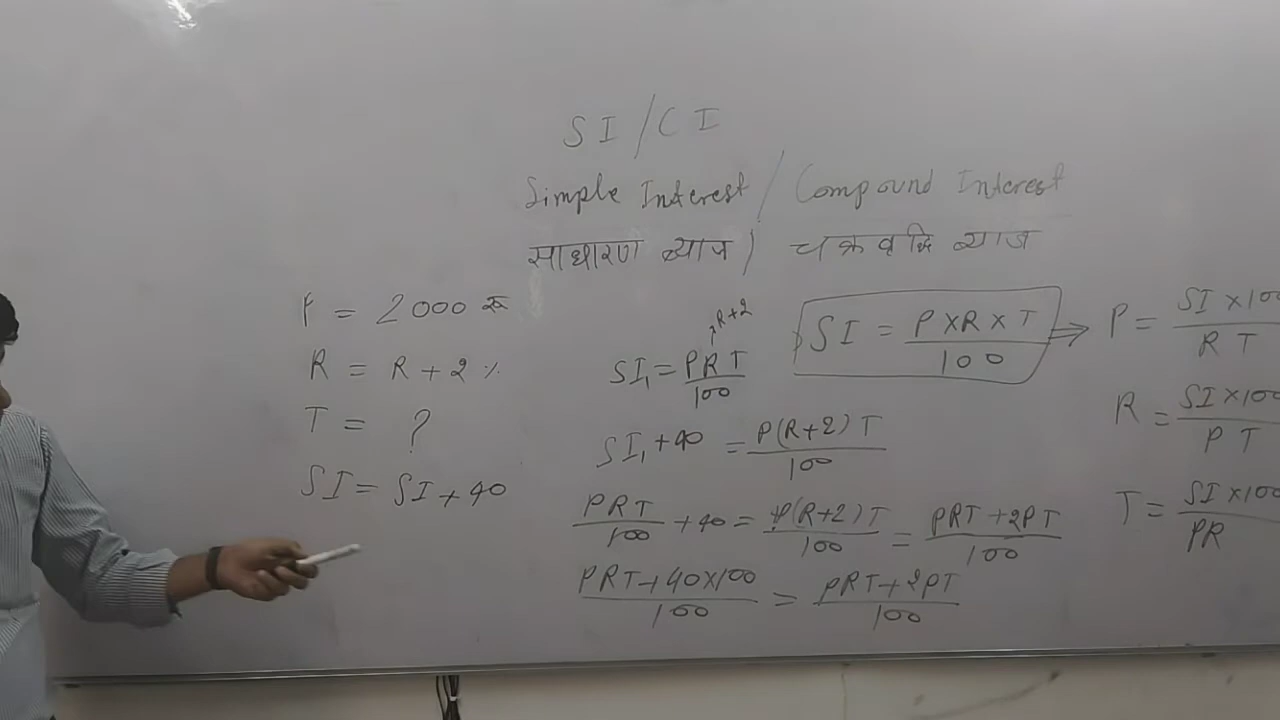 SI/CI
Simple Interest/Compound Interest
साधारण ब्याज/चक्रवृद्धि ब्याज
P = 2000 रू
R = R+2%
T = ?
SI = SI+40
R+2
SI₁ = PRT/100
SI₁+40 = P(R+2)T/100
PRT/100 +40 = P(R+2)T/100 = PRT+2PT/100
PRT+40×100/100 = PRT+2PT/100
SI = P×R×T/100 ⇒ P = SI×100/RT
R = SI×100/PT
T = SI×100/PR